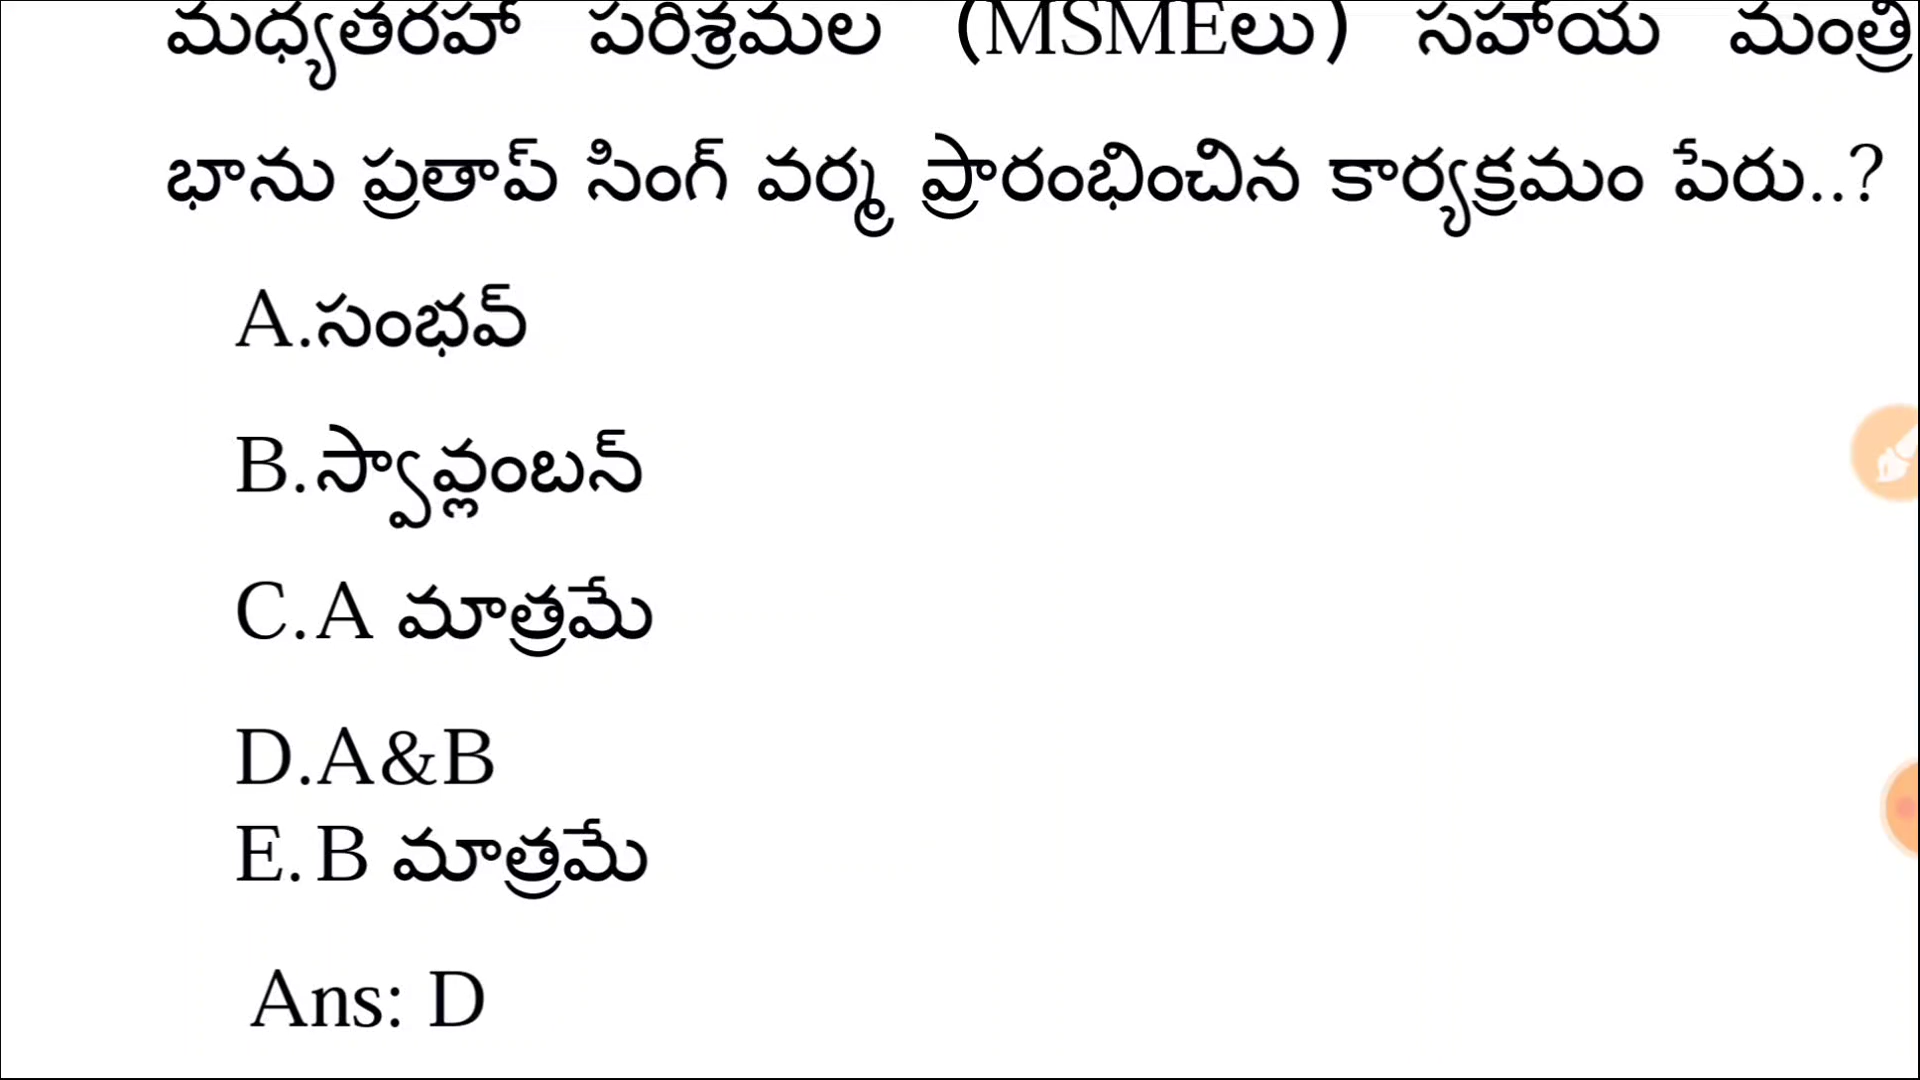 మధ్యతరహా పరిశ్రమల (MSMEలు) సహాయ మంత్రి
భాను ప్రతాప్ సింగ్ వర్మ ప్రారంభించిన కార్యక్రమం పేరు..?
A.సంభవ్
B.స్వావ్లంబన్
C.A మాత్రమే
D.A&B
E.B మాత్రమే
Ans: D